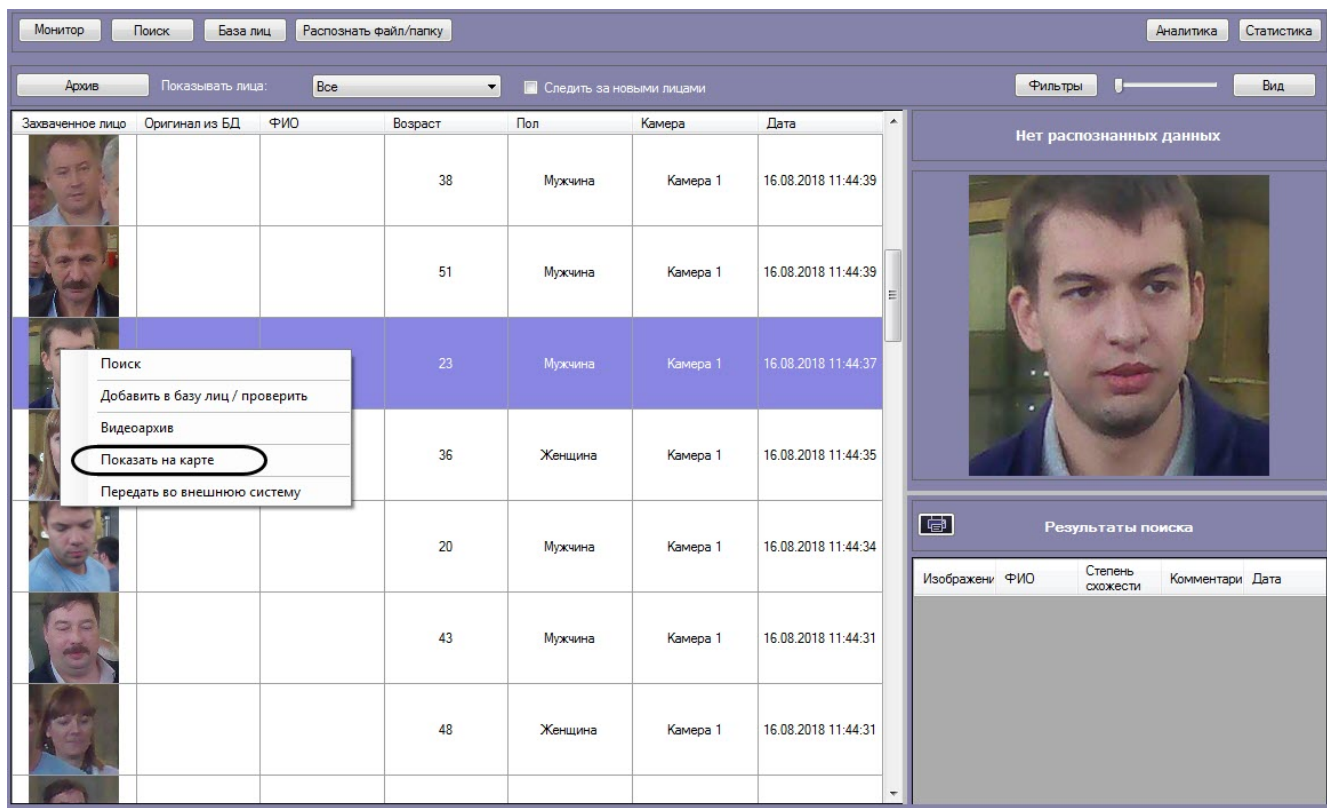 Монитор Поиск База лиц Распознать файл/папку Аналитика Статистика
Архив Показывать лица: Все Следить за новыми лицами Фильтры Вид
Захваченное лицо Оригинал из БД ФИО Возраст Пол Камера Дата
Нет распознанных данных
38 Мужчина Камера 1 16.08.2018 11:44:39
51 Мужчина Камера 1 16.08.2018 11:44:39
23 Мужчина Камера 1 16.08.2018 11:44:37
Поиск
Добавить в базу лиц / проверить
Видеоархив
Показать на карте
Передать во внешнюю систему
36 Женщина Камера 1 16.08.2018 11:44:35
20 Мужчина Камера 1 16.08.2018 11:44:34
43 Мужчина Камера 1 16.08.2018 11:44:31
48 Женщина Камера 1 16.08.2018 11:44:31
Результаты поиска
Изображени ФИО Степень схожести Комментари Дата